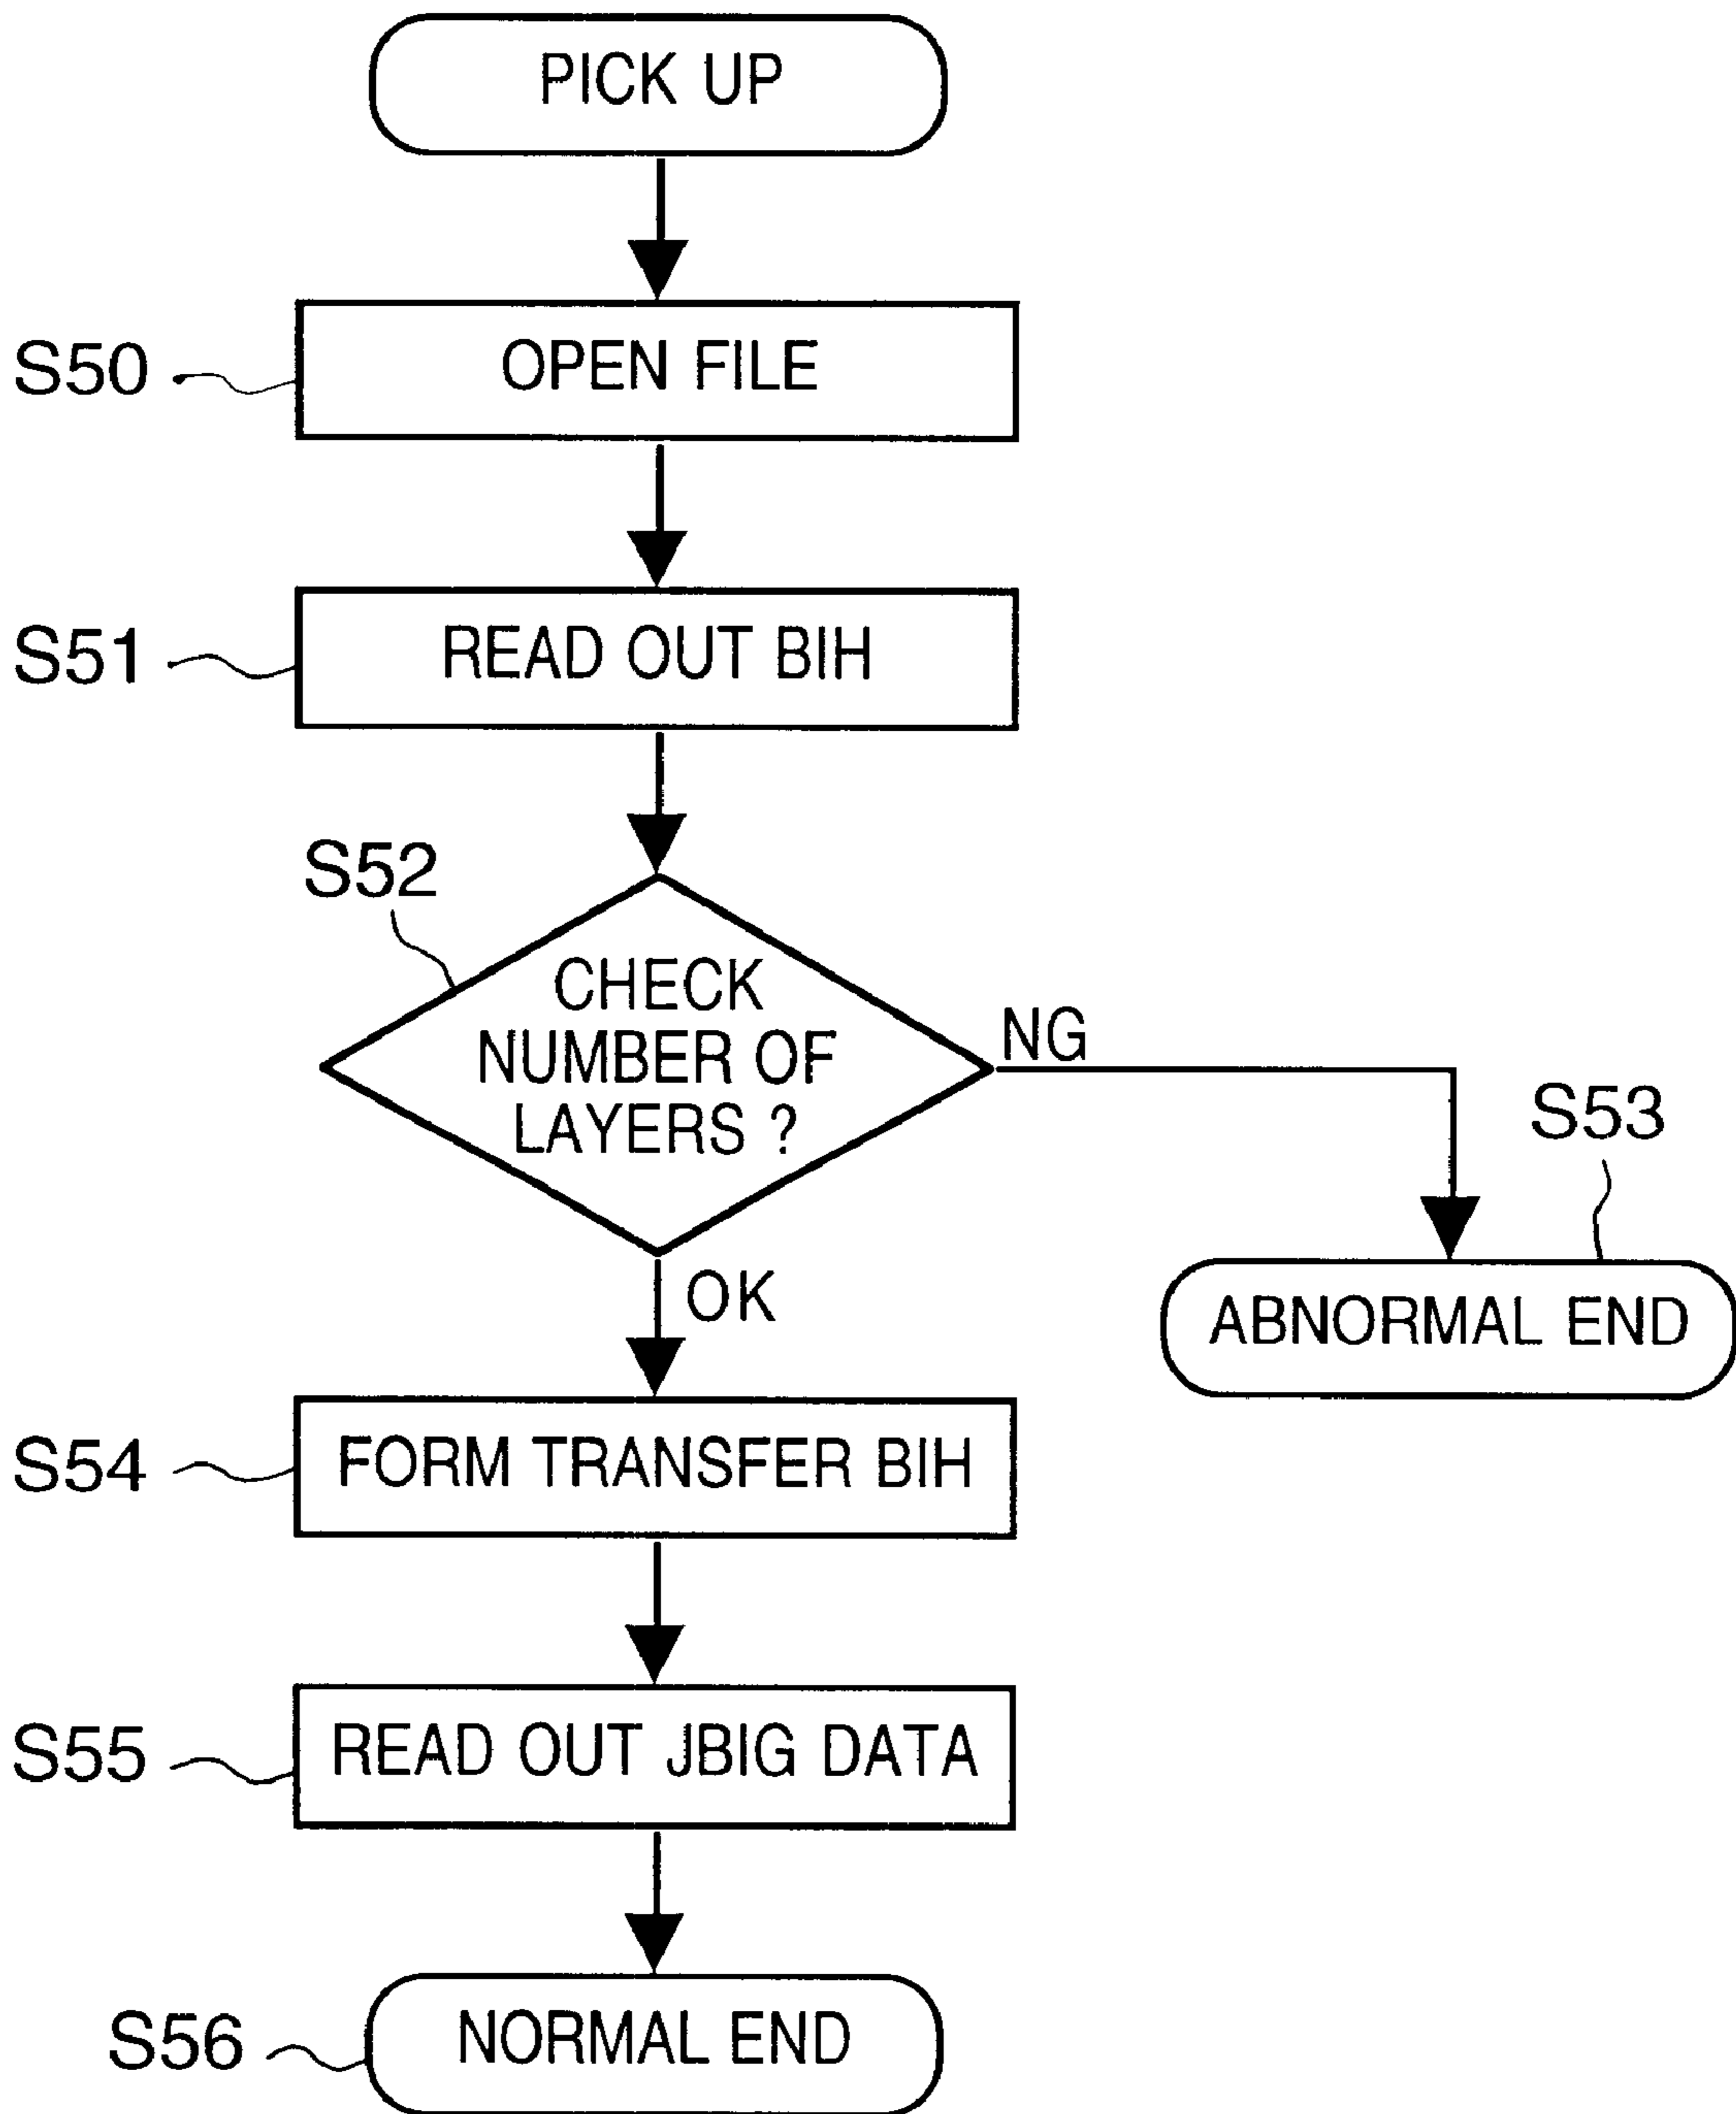 PICK UP
S50
OPEN FILE
S51
READ OUT BIH
S52
CHECK
NUMBER OF
LAYERS ?
NG
S53
ABNORMAL END
OK
S54
FORM TRANSFER BIH
S55
READ OUT JBIG DATA
S56
NORMAL END